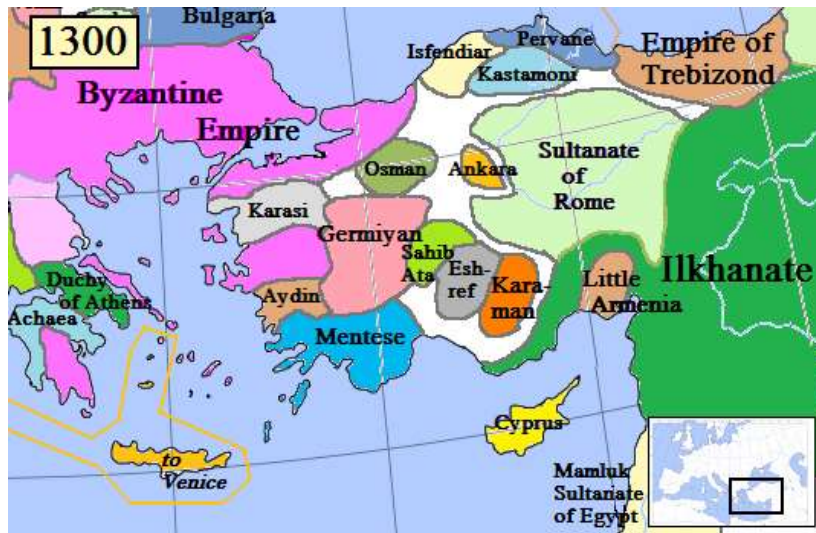 1300
Bulgaria
Byzantine
Empire
Isfendiar
Pervane
Kastamoni
Empire of
Trebizond
Osman
Ankara
Sultanate
of
Rome
Karasi
Germiyan
Sahib
Ata
Esh-
ref
Kara-
man
Little
Armenia
Ilkhanate
Duchy
of Athens
Achaea
Aydin
Mentese
Cyprus
to
Venice
Mamluk
Sultanate
of Egypt